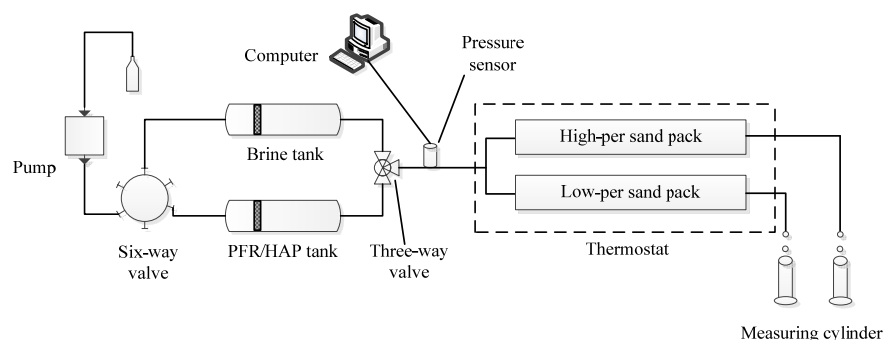 Computer
Pressure
sensor
Pump
Brine tank
High-per sand pack
Low-per sand pack
Six-way
valve
PFR/HAP tank
Three-way
valve
Thermostat
Measuring cylinder